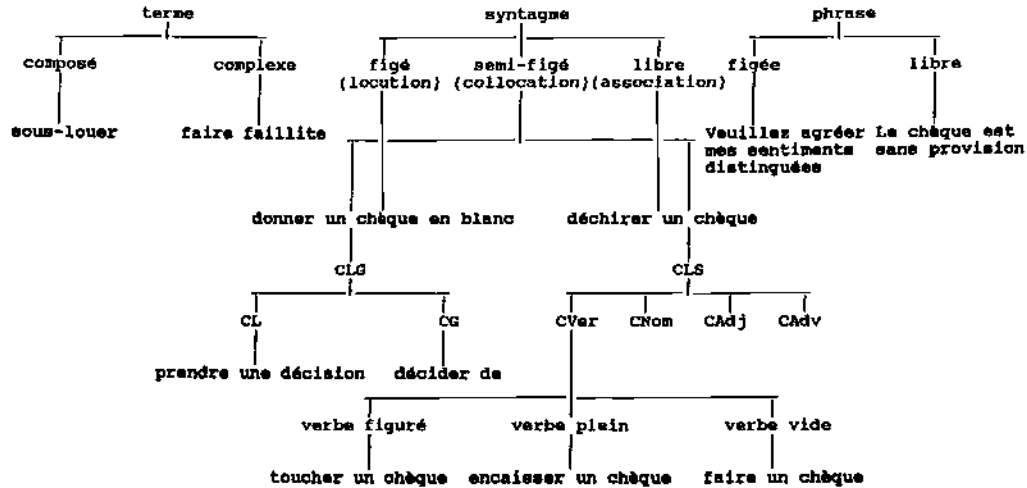 terme syntagme phrase
composé complexe figé semi-figé libre figée libre
(locution) (collocation) (association)
sous-louer faire faillite Veuillez agréer Le chèque est
mes sentiments sans provision
distinguées
donner un chèque en blanc déchirer un chèque
CLG CLS
CL CG CVer CNom CAdj CAdv
prendre une décision décider de
verbe figuré verbe plein verbe vide
toucher un chèque encaisser un chèque faire un chèque